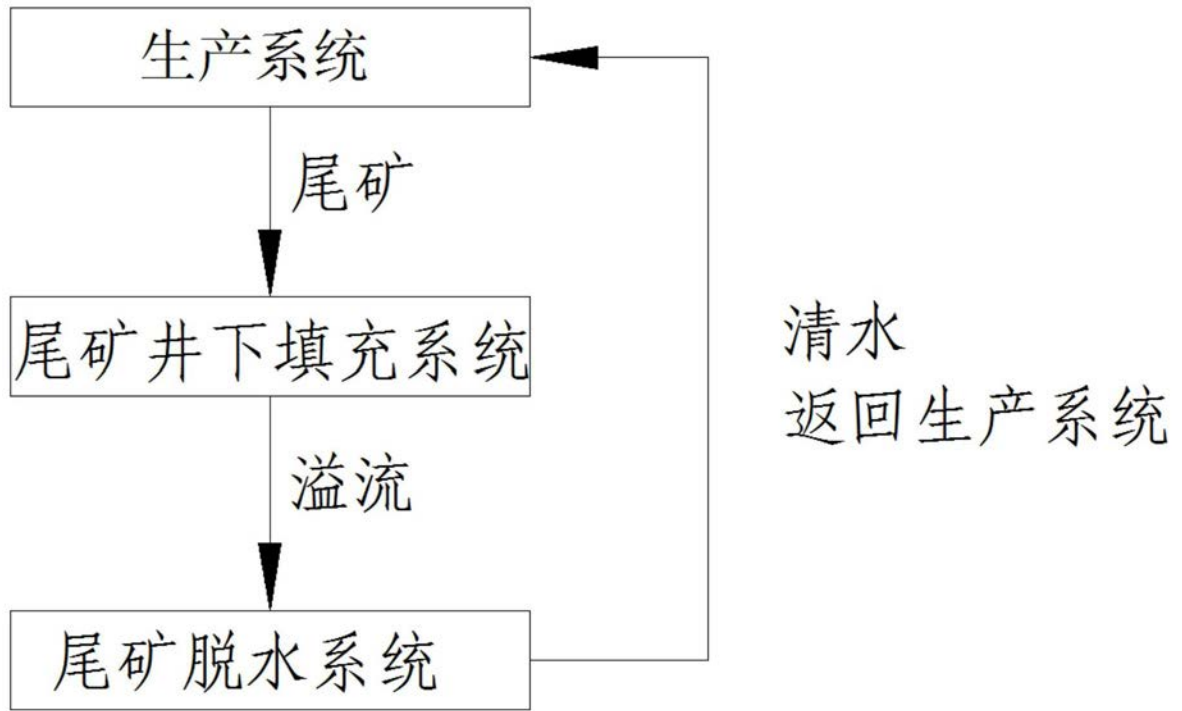 生产系统
尾矿
尾矿井下填充系统
溢流
尾矿脱水系统
清水
返回生产系统